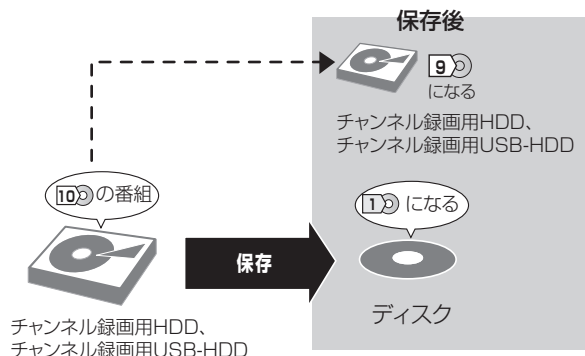 保存後
9
になる
チャンネル録画用HDD、
チャンネル録画用USB-HDD
10 の番組
1 になる
保存
ディスク
チャンネル録画用HDD、
チャンネル録画用USB-HDD